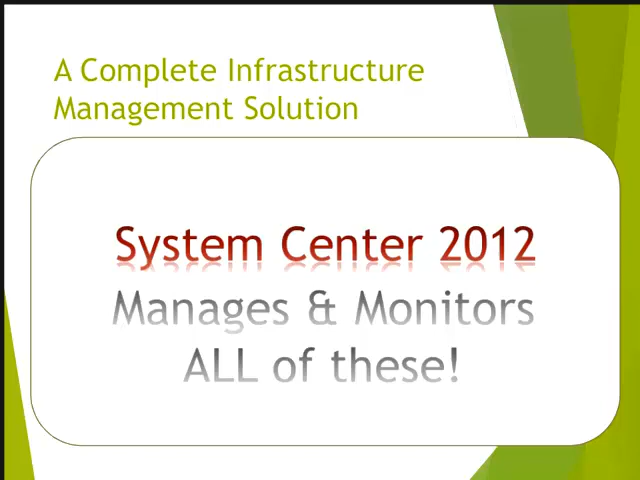 A Complete Infrastructure
Management Solution
System Center 2012
Manages & Monitors
ALL of these!